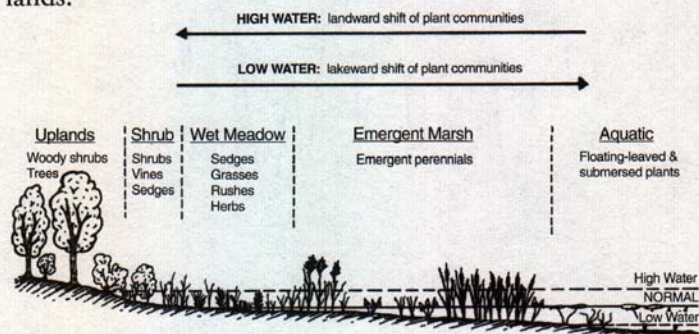 lands.
HIGH WATER: landward shift of plant communities
LOW WATER: lakeward shift of plant communities
Uplands
Woody shrubs
Trees
Shrub
Shrubs
Vines
Sedges
Wet Meadow
Sedges
Grasses
Rushes
Herbs
Emergent Marsh
Emergent perennials
Aquatic
Floating-leaved &
submersed plants
High Water
NORMAL
Low Water